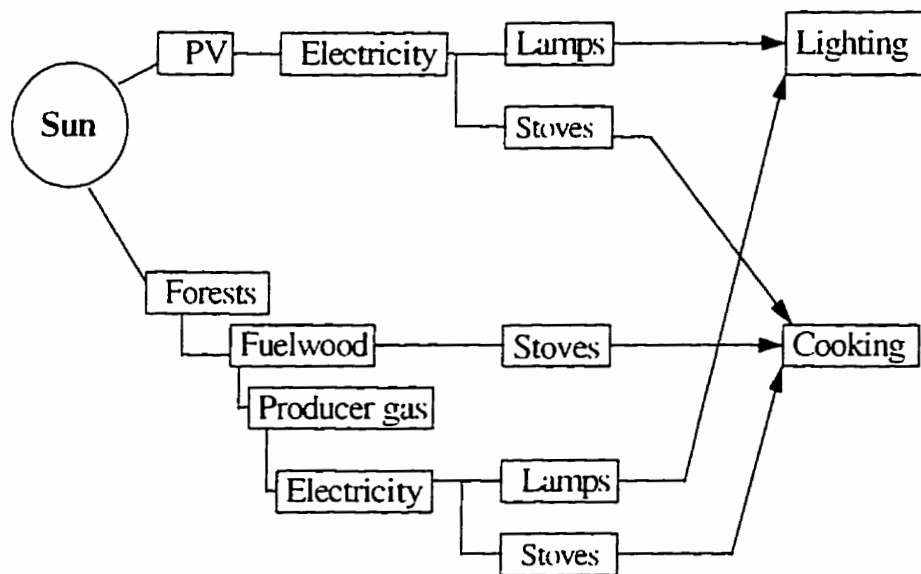 PV
Electricity
Lamps
Lighting
Sun
Stoves
Forests
Fuelwood
Stoves
Cooking
Producer gas
Electricity
Lamps
Stoves